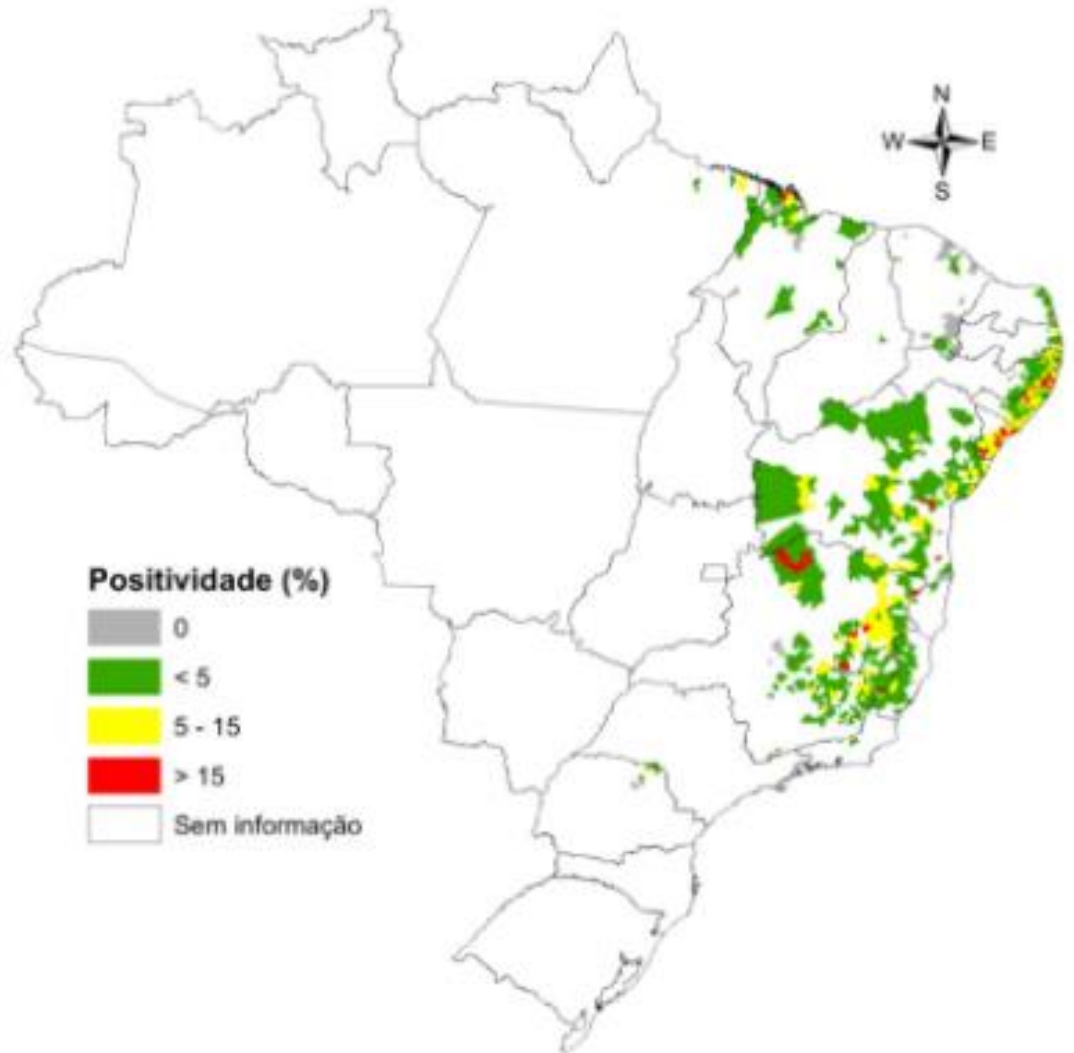 N
W E
S
Positividade (%)
0
< 5
5 - 15
> 15
Sem informação